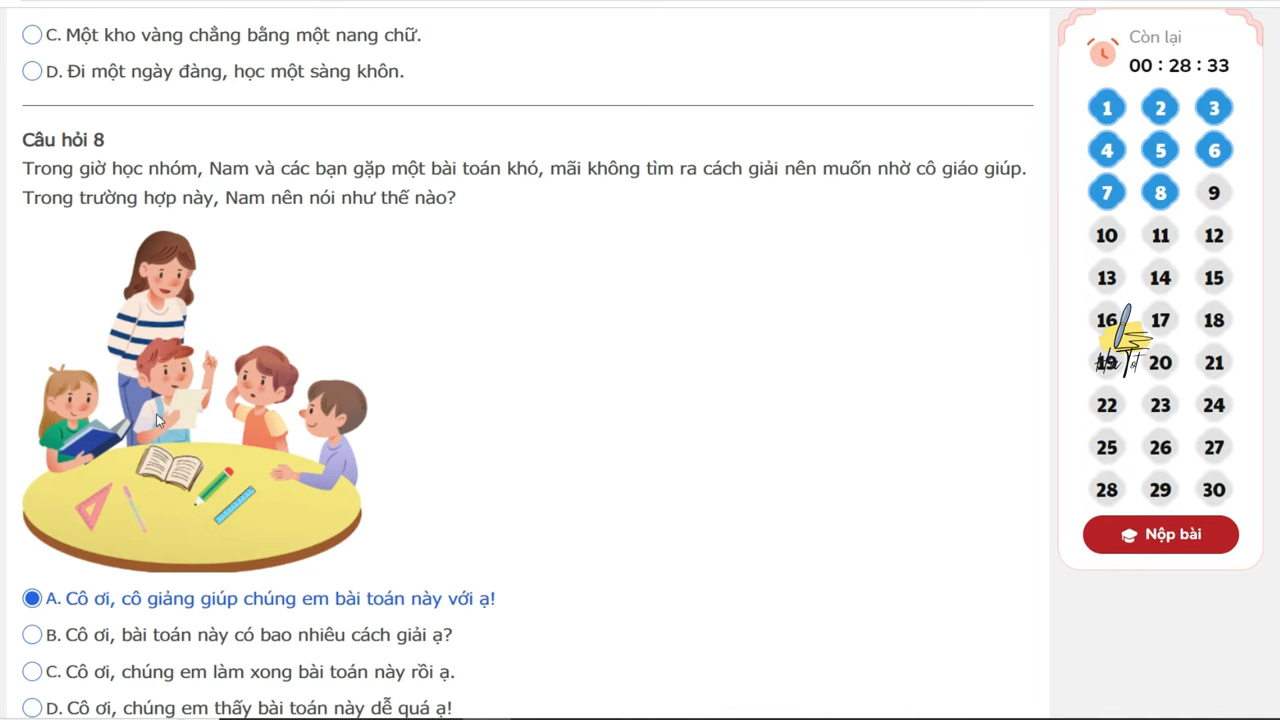 C. Một kho vàng chẳng bằng một nang chữ.
D. Đi một ngày đàng, học một sàng khôn.
Câu hỏi 8
Trong giờ học nhóm, Nam và các bạn gặp một bài toán khó, mãi không tìm ra cách giải nên muốn nhờ cô giáo giúp.
Trong trường hợp này, Nam nên nói như thế nào?
A. Cô ơi, cô giảng giúp chúng em bài toán này với ạ!
B. Cô ơi, bài toán này có bao nhiêu cách giải ạ?
C. Cô ơi, chúng em làm xong bài toán này rồi ạ.
D. Cô ơi, chúng em thấy bài toán này dễ quá ạ!
Còn lại
00 : 28 : 33
1 2 3
4 5 6
7 8 9
10 11 12
13 14 15
16 17 18
19 20 21
22 23 24
25 26 27
28 29 30
Nộp bài